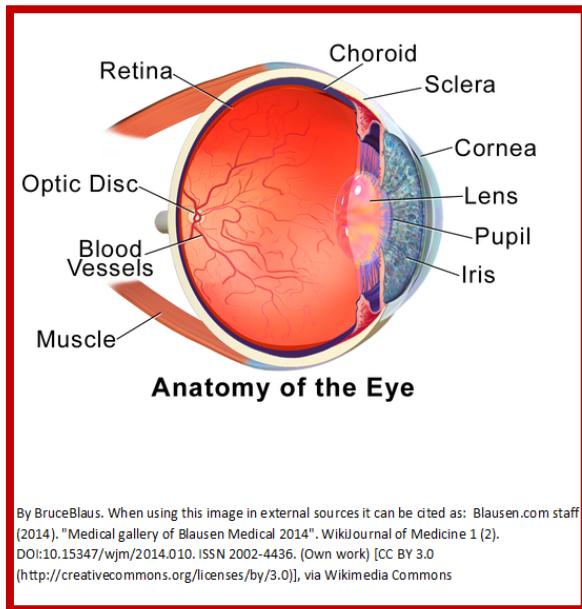 Choroid
Retina
Sclera
Cornea
Optic Disc
Lens
Pupil
Blood
Vessels
Iris
Muscle
Anatomy of the Eye
By BruceBlaus. When using this image in external sources it can be cited as:  Blausen.com staff
(2014). "Medical gallery of Blausen Medical 2014". WikiJournal of Medicine 1 (2).
DOI:10.15347/wjm/2014.010. ISSN 2002-4436. (Own work) [CC BY 3.0
(http://creativecommons.org/licenses/by/3.0)], via Wikimedia Commons